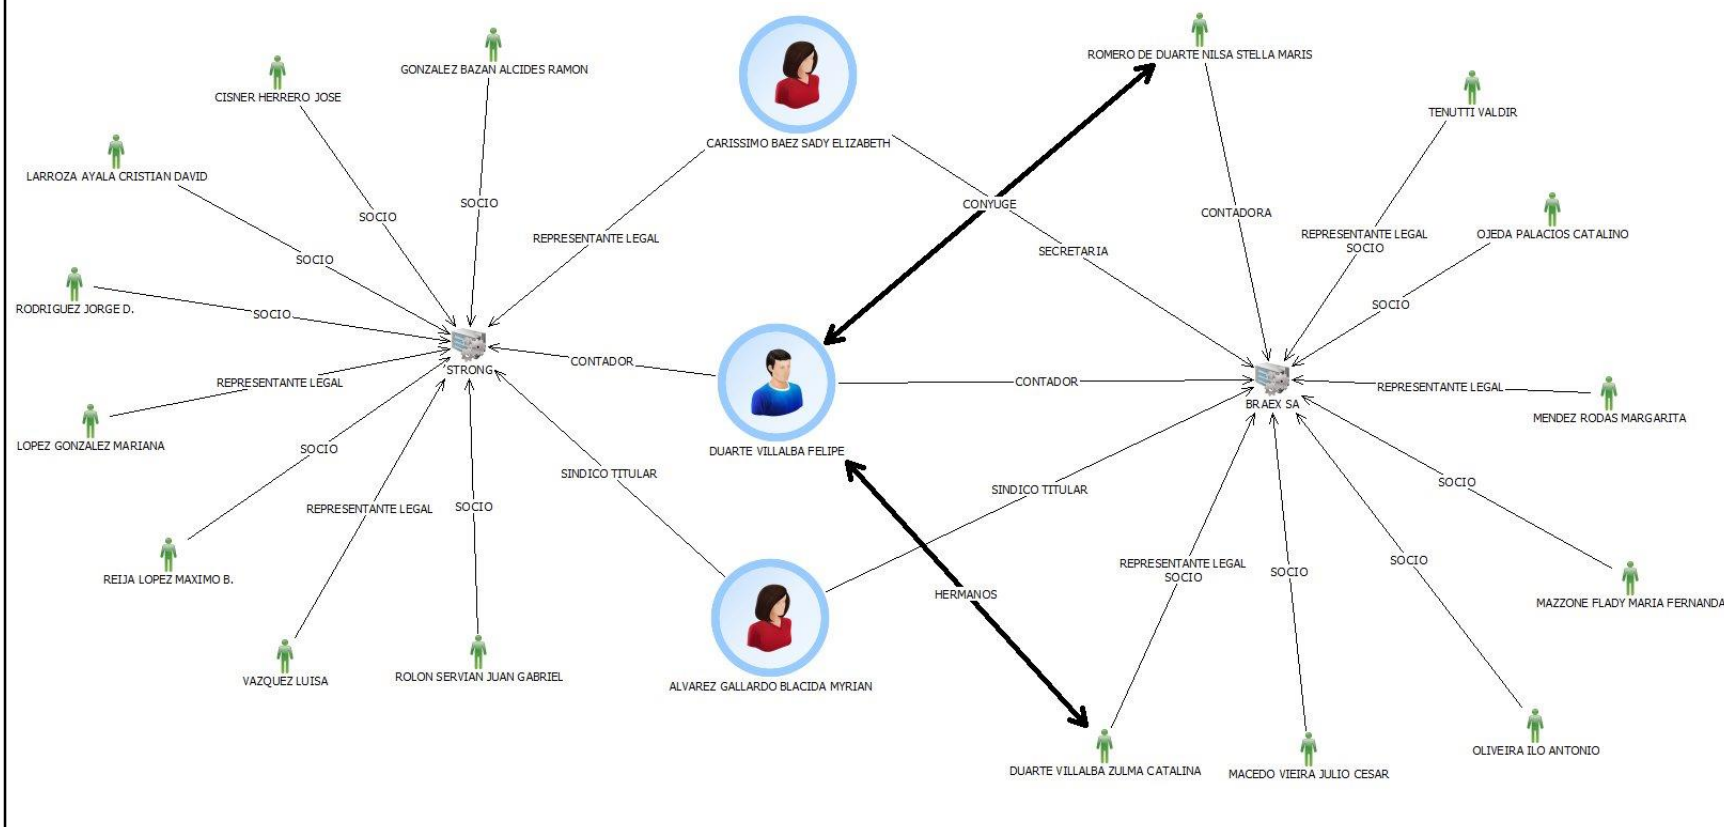 ROMERO DE DUARTE NILSA STELLA MARIS
GONZALEZ BAZAN ALCIDES RAMON
CISNER HERRERO JOSE
TENUTTI VALDIR
CARISSIMO BAEZ SADY ELIZABETH
LARROZA AYALA CRISTIAN DAVID
SOCIO
SOCIO
CONYUGE
CONTADORA
REPRESENTANTE LEGAL
SOCIO
OJEDA PALACIOS CATALINO
REPRESENTANTE LEGAL
SECRETARIA
SOCIO
RODRIGUEZ JORGE D.
SOCIO
SOCIO
STRONG
CONTADOR
CONTADOR
BRAEX SA
REPRESENTANTE LEGAL
REPRESENTANTE LEGAL
MENDEZ RODAS MARGARITA
LOPEZ GONZALEZ MARIANA
SOCIO
DUARTE VILLALBA FELIPE
SINDICO TITULAR
SINDICO TITULAR
SOCIO
REPRESENTANTE LEGAL
SOCIO
REIJA LOPEZ MAXIMO B.
REPRESENTANTE LEGAL
SOCIO
SOCIO
SOCIO
HERMANOS
MAZZONE FLADY MARIA FERNANDA
VAZQUEZ LUISA
ROLON SERVIAN JUAN GABRIEL
ALVAREZ GALLARDO BLACIDA MYRIAN
OLIVEIRA ILO ANTONIO
DUARTE VILLALBA ZULMA CATALINA
MACEDO VIEIRA JULIO CESAR